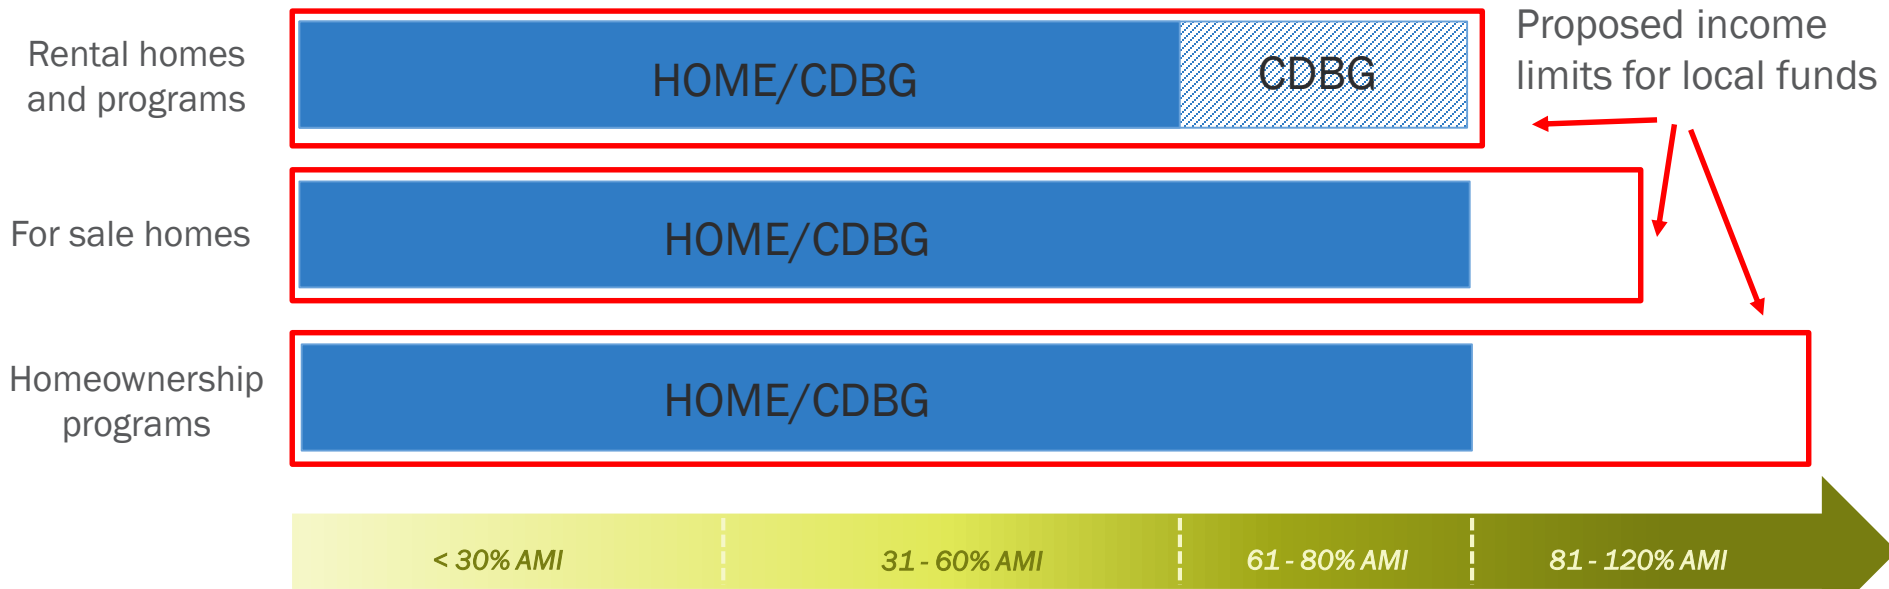 Rental homes
and programs
HOME/CDBG
CDBG
Proposed income
limits for local funds
For sale homes
HOME/CDBG
Homeownership
programs
HOME/CDBG
< 30% AMI
31 - 60% AMI
61 - 80% AMI
81 - 120% AMI